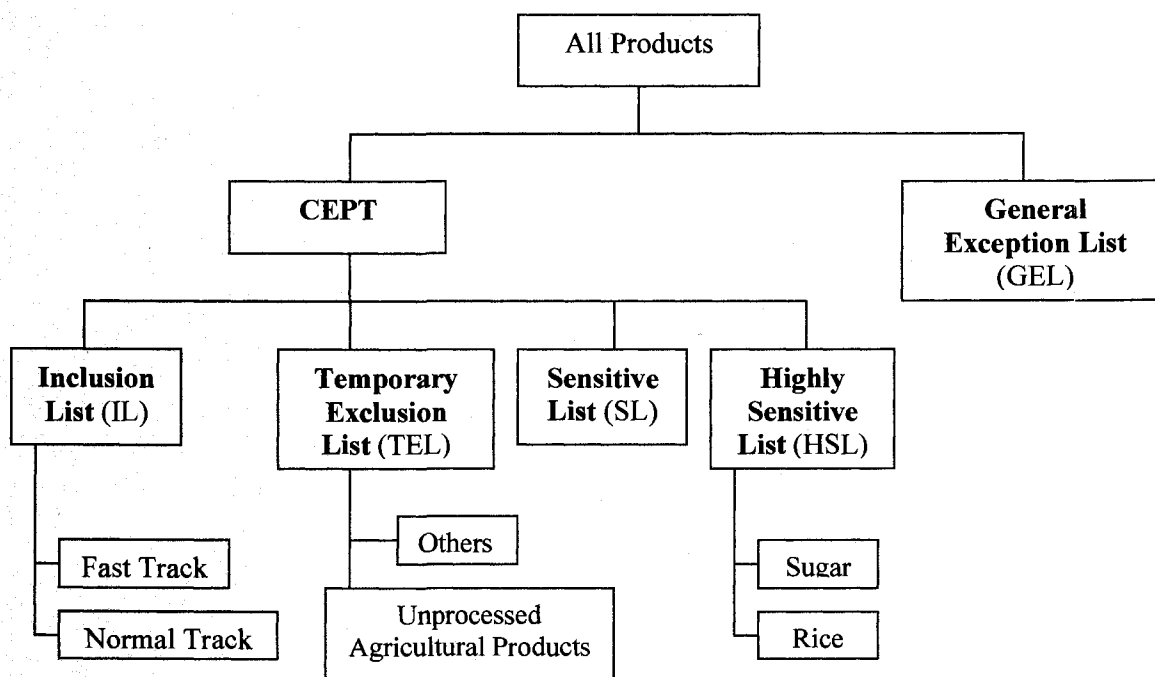 All Products
CEPT
General
Exception List
(GEL)
Inclusion
List (IL)
Temporary
Exclusion
List (TEL)
Sensitive
List (SL)
Highly
Sensitive
List (HSL)
Fast Track
Normal Track
Others
Unprocessed
Agricultural Products
Sugar
Rice